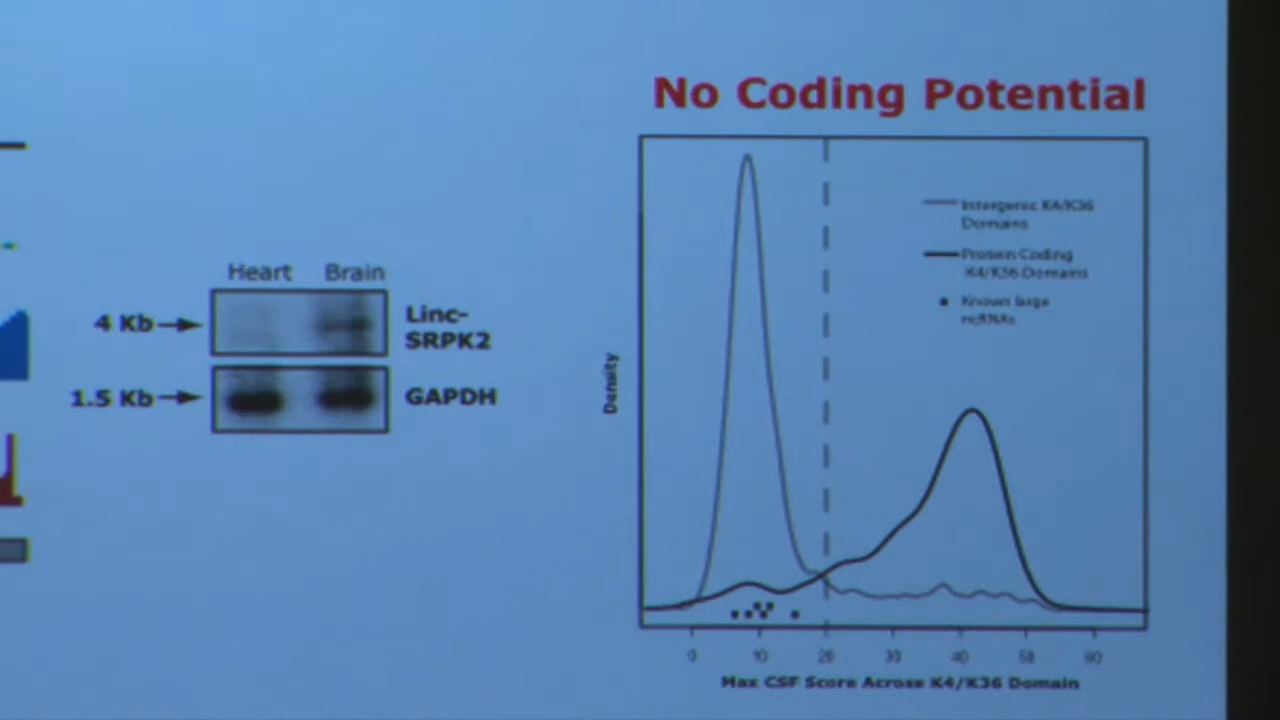 No Coding Potential
Heart Brain
4 Kb
Linc-
SRPK2
1.5 Kb
GAPDH
Intergenic K4/K36
Domains
Protein Coding
K4/K36 Domains
Known large
ncRNAs
Density
0 10 20 30 40 50 60
Max CSF Score Across K4/K36 Domain